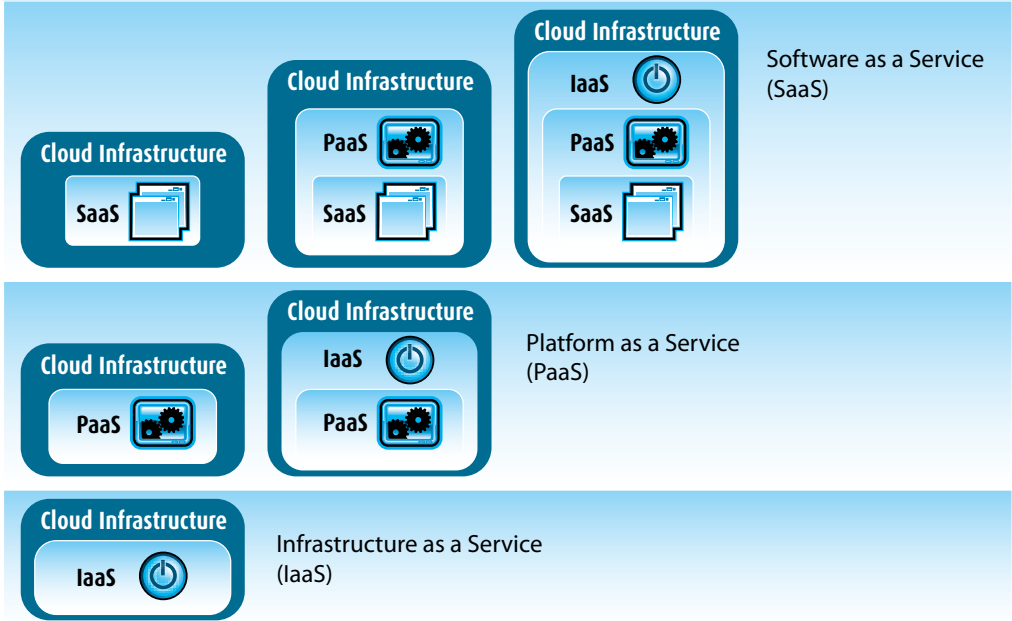 Cloud Infrastructure
SaaS
Cloud Infrastructure
PaaS
SaaS
Cloud Infrastructure
IaaS
PaaS
SaaS
Software as a Service
(SaaS)
Cloud Infrastructure
PaaS
Cloud Infrastructure
IaaS
PaaS
Platform as a Service
(PaaS)
Cloud Infrastructure
IaaS
Infrastructure as a Service
(IaaS)